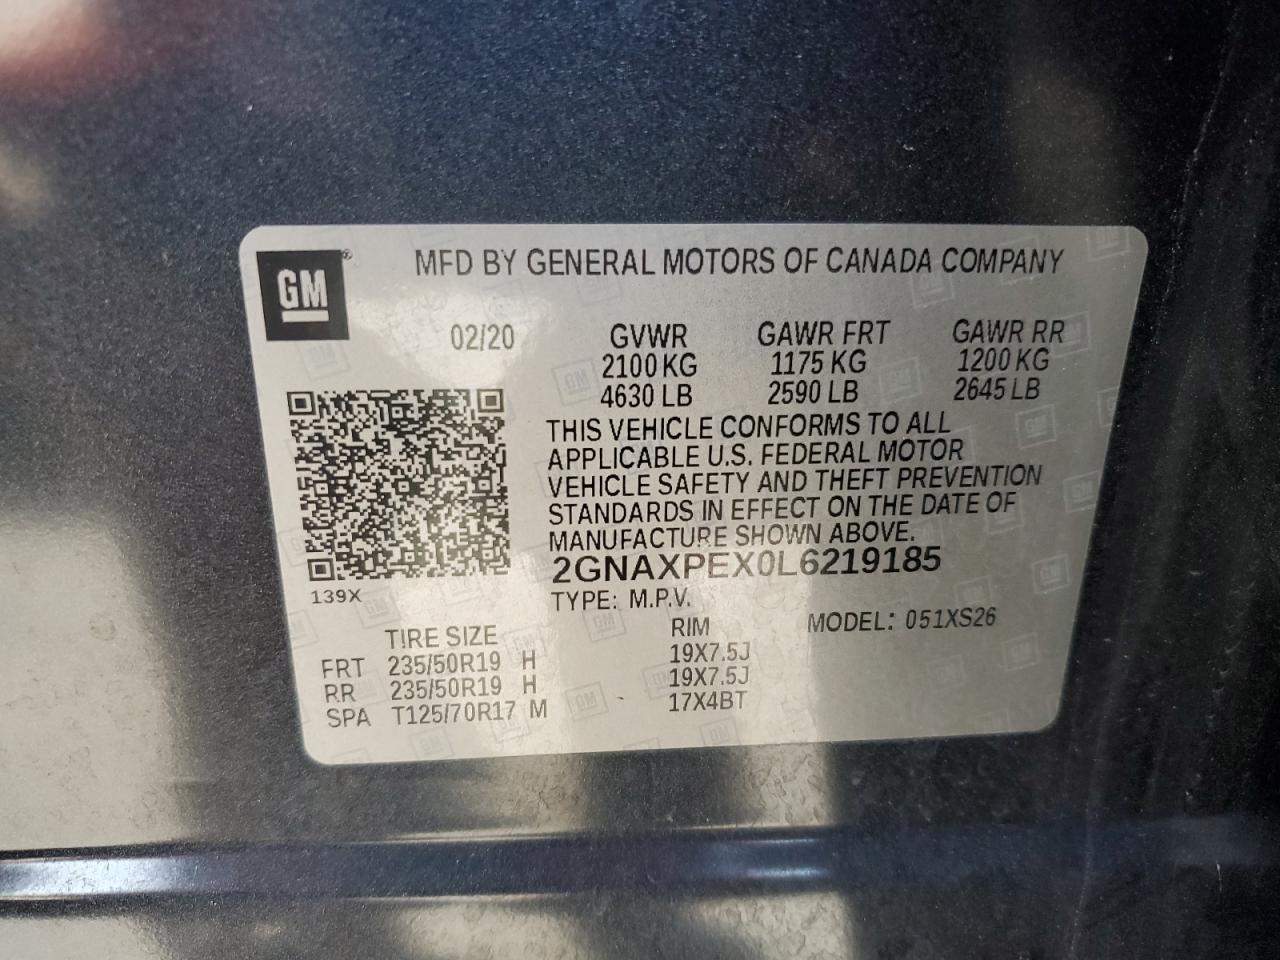 GM
MFD BY GENERAL MOTORS OF CANADA COMPANY
02/20 GVWR GAWR FRT GAWR RR
2100 KG 1175 KG 1200 KG
4630 LB 2590 LB 2645 LB
THIS VEHICLE CONFORMS TO ALL
APPLICABLE U.S. FEDERAL MOTOR
VEHICLE SAFETY AND THEFT PREVENTION
STANDARDS IN EFFECT ON THE DATE OF
MANUFACTURE SHOWN ABOVE.
2GNAXPEX0L6219185
139X
TYPE: M.P.V.
MODEL: 051XS26
TIRE SIZE RIM
FRT 235/50R19 H 19X7.5J
RR 235/50R19 H 19X7.5J
SPA T125/70R17 M 17X4BT